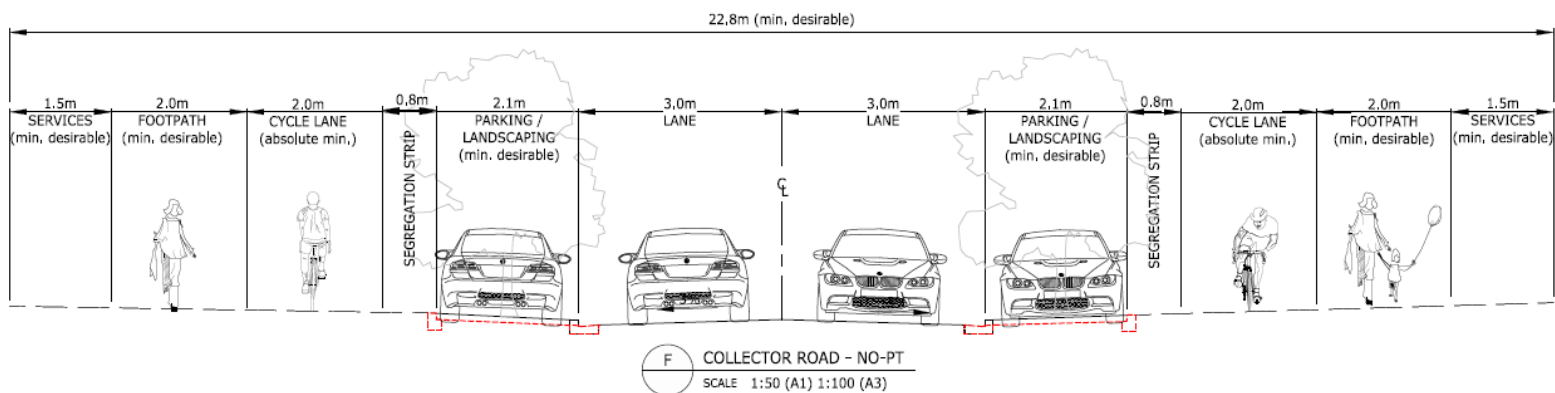 22,8m (min, desirable)
1.5m 2.0m 2.0m 0,8m 2.1m 3,0m 3.0m 2,1m 0.8m 2,0m 2.0m 1.5m
SERVICES
(min, desirable)
FOOTPATH
(min, desirable)
CYCLE LANE
(absolute min,)
SEGREGATION STRIP
PARKING /
LANDSCAPING
(min, desirable)
LANE
LANE
PARKING /
LANDSCAPING
(min, desirable)
SEGREGATION STRIP
CYCLE LANE
(absolute min,)
FOOTPATH
(min, desirable)
SERVICES
(min, desirable)
℄
F
COLLECTOR ROAD - NO-PT
SCALE 1:50 (A1) 1:100 (A3)